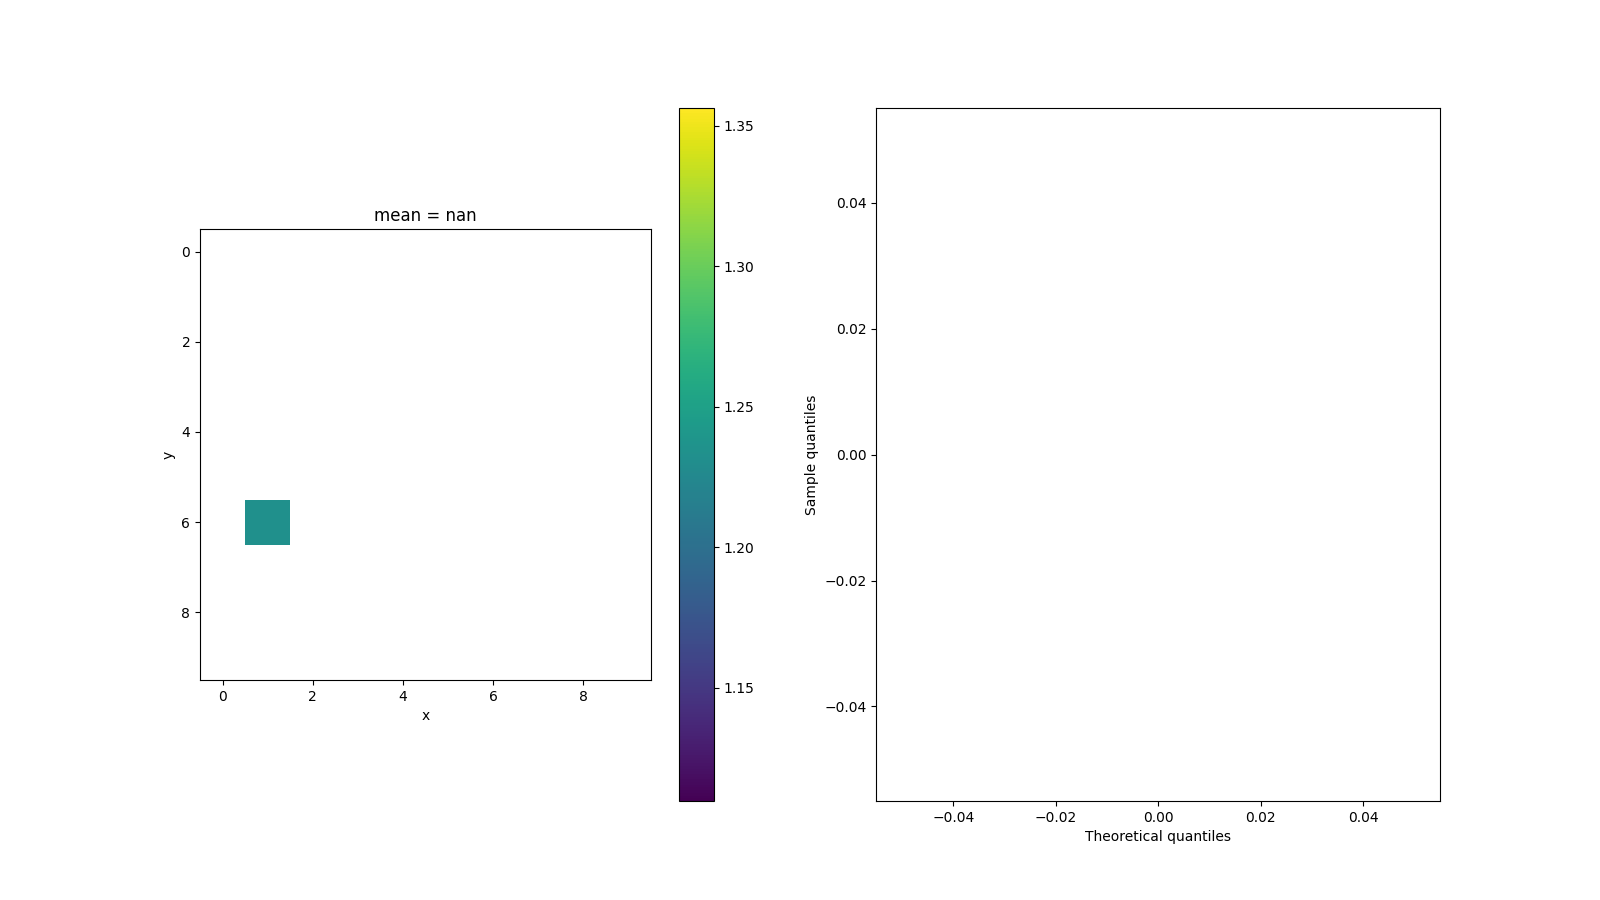 mean = nan
0
2
4
6
8
y
0 2 4 6 8
x
1.35
1.30
1.25
1.20
1.15
0.04
0.02
0.00
−0.02
−0.04
Sample quantiles
−0.04 −0.02 0.00 0.02 0.04
Theoretical quantiles